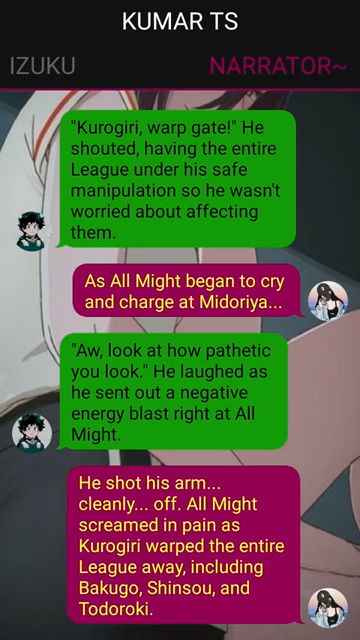 KUMAR TS
IZUKU NARRATOR~
"Kurogiri, warp gate!" He
shouted, having the entire
League under his safe
manipulation so he wasn't
worried about affecting
them.
As All Might began to cry
and charge at Midoriya...
"Aw, look at how pathetic
you look." He laughed as
he sent out a negative
energy blast right at All
Might.
He shot his arm...
cleanly... off. All Might
screamed in pain as
Kurogiri warped the entire
League away, including
Bakugo, Shinsou, and
Todoroki.